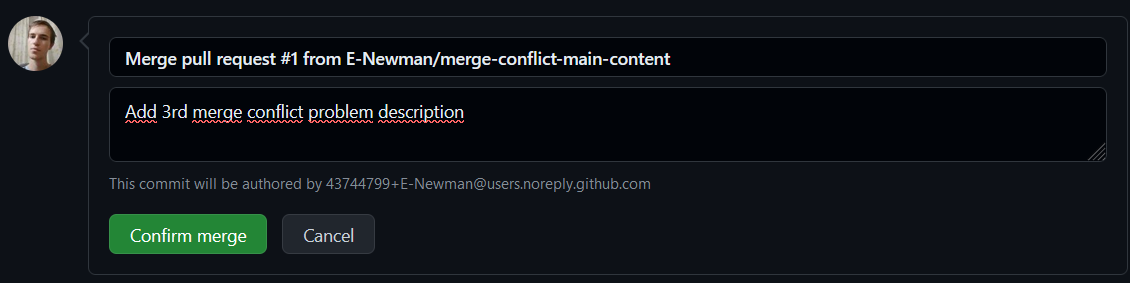 Merge pull request #1 from E-Newman/merge-conflict-main-content
Add 3rd merge conflict problem description
This commit will be authored by 43744799+E-Newman@users.noreply.github.com
Confirm merge
Cancel